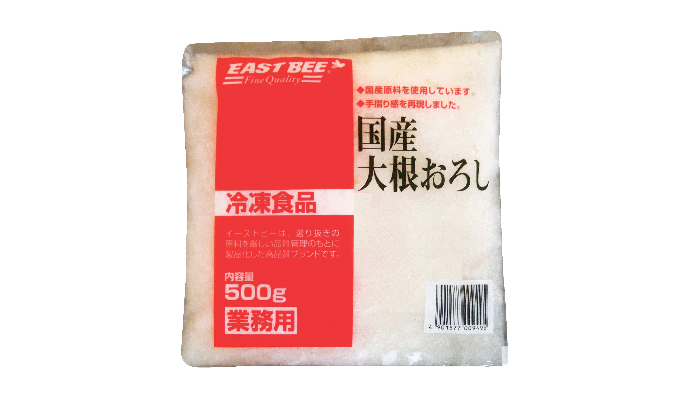 EAST BEE
Fine Quality
◆国産原料を使用しています。
◆手摺り感を再現しました。
国産
大根おろし
冷凍食品
イーストビーは、選り抜きの
原料を厳しい品質管理のもとに
製品化した高品質ブランドです。
内容量
500g
業務用
4 901577 009495